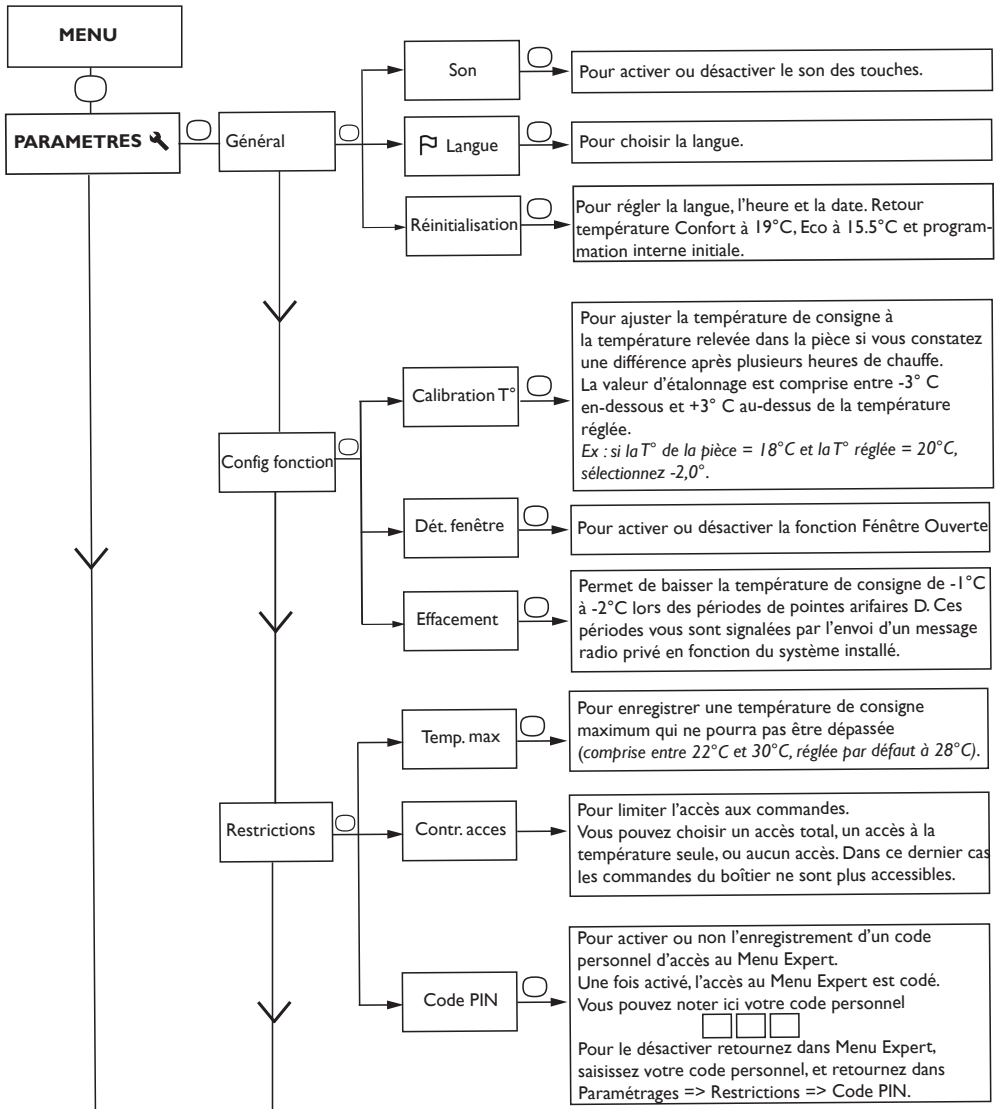 MENU
PARAMETRES
Général
Son
Pour activer ou désactiver le son des touches.
Langue
Pour choisir la langue.
Réinitialisation
Pour régler la langue, l'heure et la date. Retour
température Confort à 19°C, Eco à 15.5°C et program-
mation interne initiale.
Config fonction
Calibration T°
Pour ajuster la température de consigne à
la température relevée dans la pièce si vous constatez
une différence après plusieurs heures de chauffe.
La valeur d'étalonnage est comprise entre -3° C
en-dessous et +3° C au-dessus de la température
réglée.
Ex : si la T° de la pièce = 18°C et la T° réglée = 20°C,
sélectionnez -2,0°.
Dét. fenêtre
Pour activer ou désactiver la fonction Fénêtre Ouverte
Effacement
Permet de baisser la température de consigne de -1°C
à -2°C lors des périodes de pointes arifaires D. Ces
périodes vous sont signalées par l'envoi d'un message
radio privé en fonction du système installé.
Restrictions
Temp. max
Pour enregistrer une température de consigne
maximum qui ne pourra pas être dépassée
(comprise entre 22°C et 30°C, réglée par défaut à 28°C).
Contr. acces
Pour limiter l'accès aux commandes.
Vous pouvez choisir un accès total, un accès à la
température seule, ou aucun accès. Dans ce dernier cas
les commandes du boîtier ne sont plus accessibles.
Code PIN
Pour activer ou non l'enregistrement d'un code
personnel d'accès au Menu Expert.
Une fois activé, l'accès au Menu Expert est codé.
Vous pouvez noter ici votre code personnel
Pour le désactiver retournez dans Menu Expert,
saisissez votre code personnel, et retournez dans
Paramétrages => Restrictions => Code PIN.